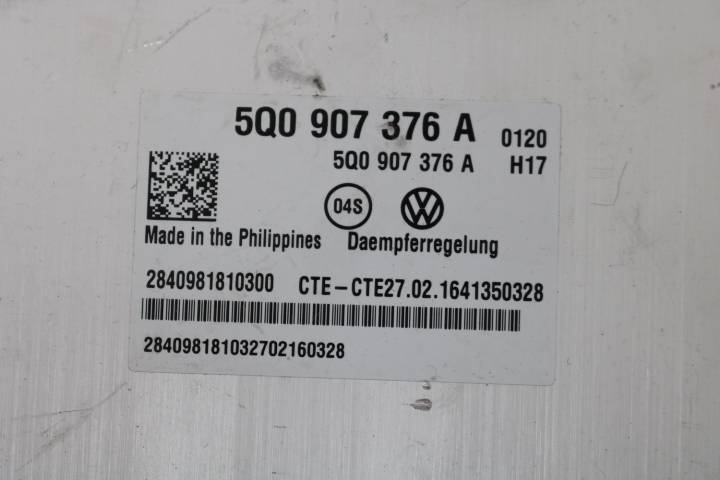 5Q0 907 376 A 0120
5Q0 907 376 A H17
04S
Made in the Philippines Daempferregelung
2840981810300 CTE-CTE27.02.1641350328
284098181032702160328